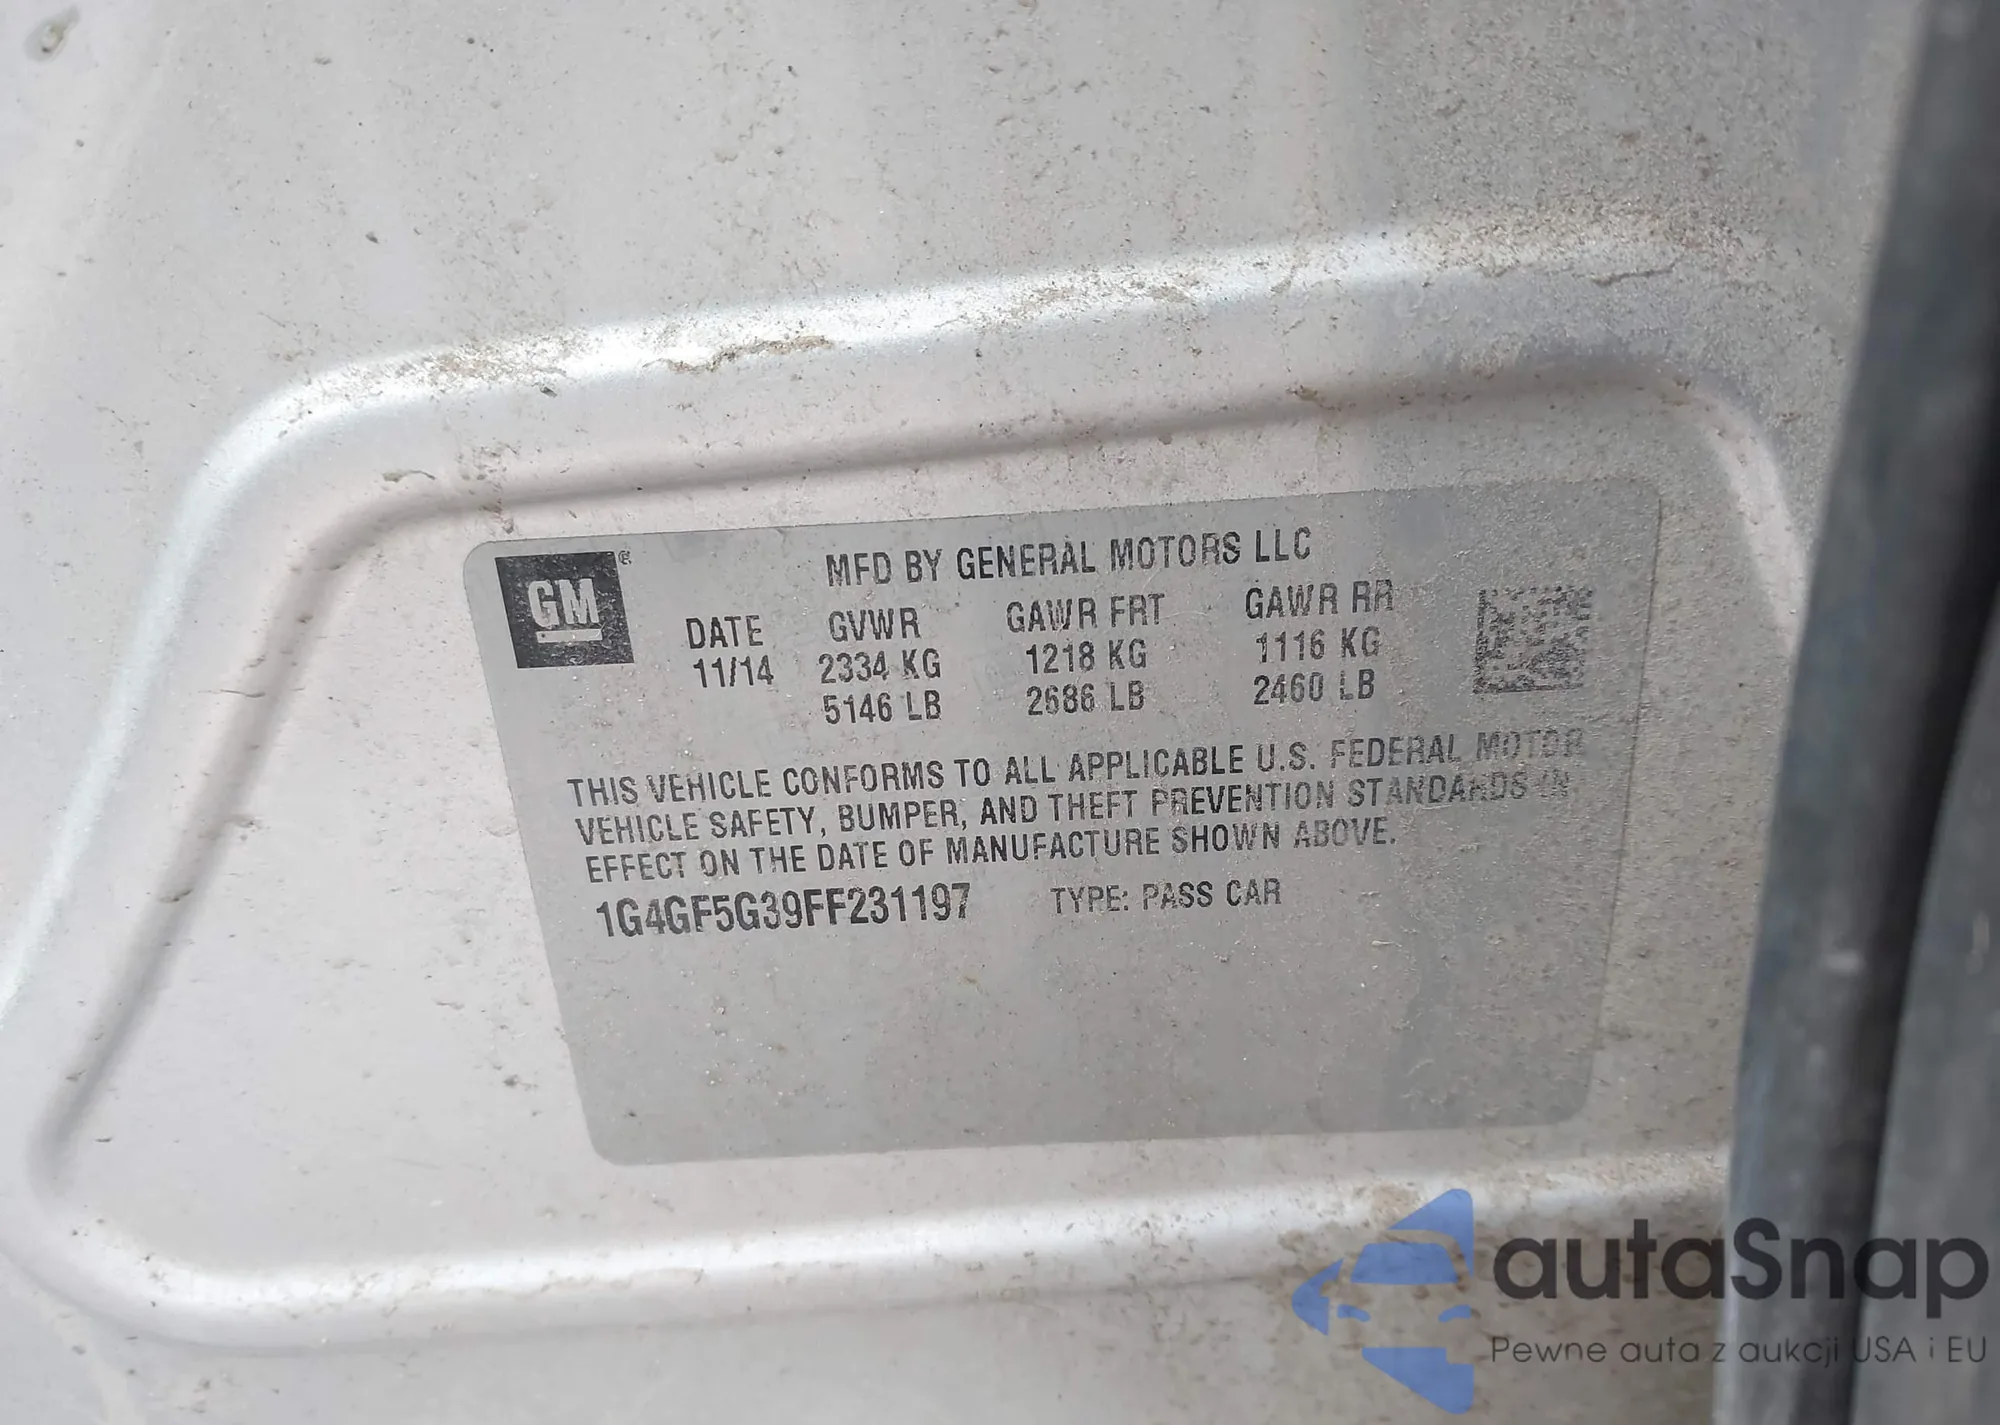 GM ®
MFD BY GENERAL MOTORS LLC
DATE GVWR GAWR FRT GAWR RR
11/14 2334 KG 1218 KG 1116 KG
5146 LB 2686 LB 2460 LB
THIS VEHICLE CONFORMS TO ALL APPLICABLE U.S. FEDERAL MOTOR
VEHICLE SAFETY, BUMPER, AND THEFT PREVENTION STANDARDS IN
EFFECT ON THE DATE OF MANUFACTURE SHOWN ABOVE.
1G4GF5G39FF231197 TYPE: PASS CAR
autaSnap
Pewne auta z aukcji USA i EU